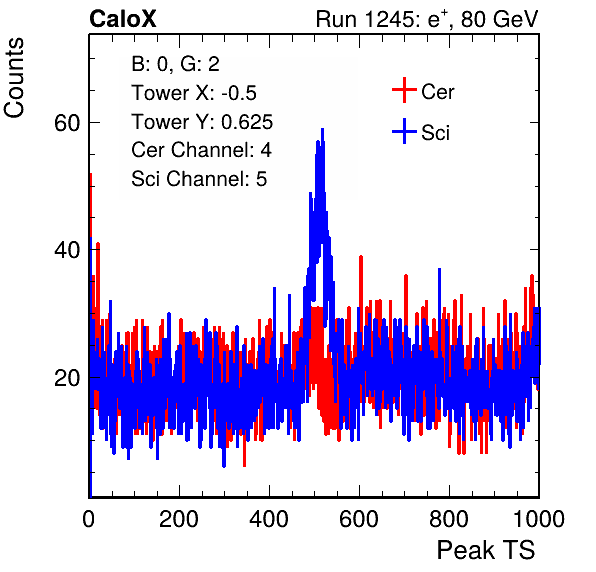 CaloX Run 1245: e⁺, 80 GeV
Counts
B: 0, G: 2
Tower X: -0.5
Tower Y: 0.625
Cer Channel: 4
Sci Channel: 5
Cer
Sci
60
40
20
0 200 400 600 800 1000
Peak TS